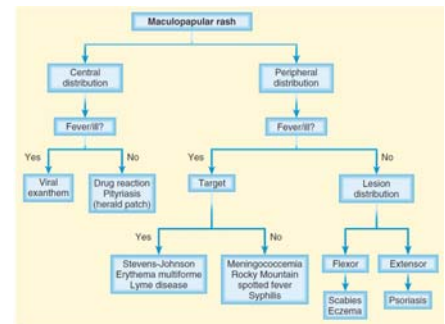 Maculopapular rash
Central
distribution
Peripheral
distribution
Fever/ill?
Fever/ill?
Yes
No
Yes
No
Viral
exanthem
Drug reaction
Pityriasis
(herald patch)
Target
Lesion
distribution
Yes
No
Stevens-Johnson
Erythema multiforme
Lyme disease
Meningococcemia
Rocky Mountain
spotted fever
Syphilis
Flexor
Extensor
Scabies
Eczema
Psoriasis